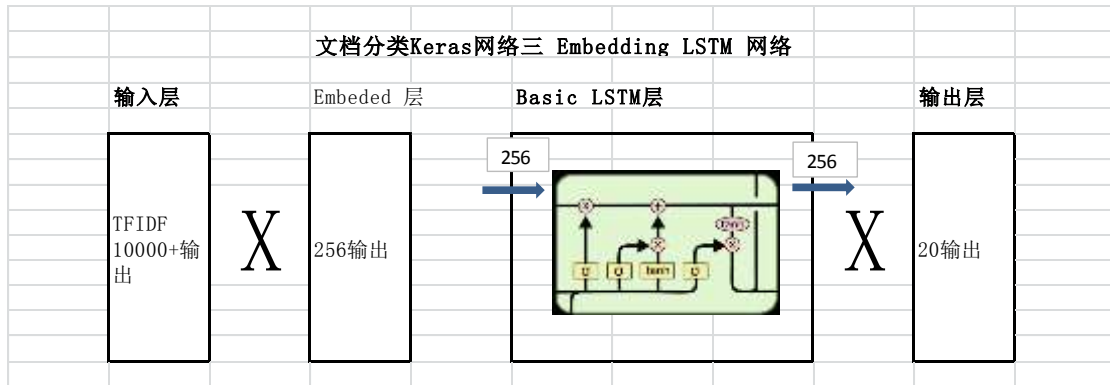 文档分类Keras网络三 Embedding LSTM 网络
输入层
Embeded 层
Basic LSTM层
输出层
256
256
TFIDF
10000+输
出
X
256输出
X
20输出
tanh